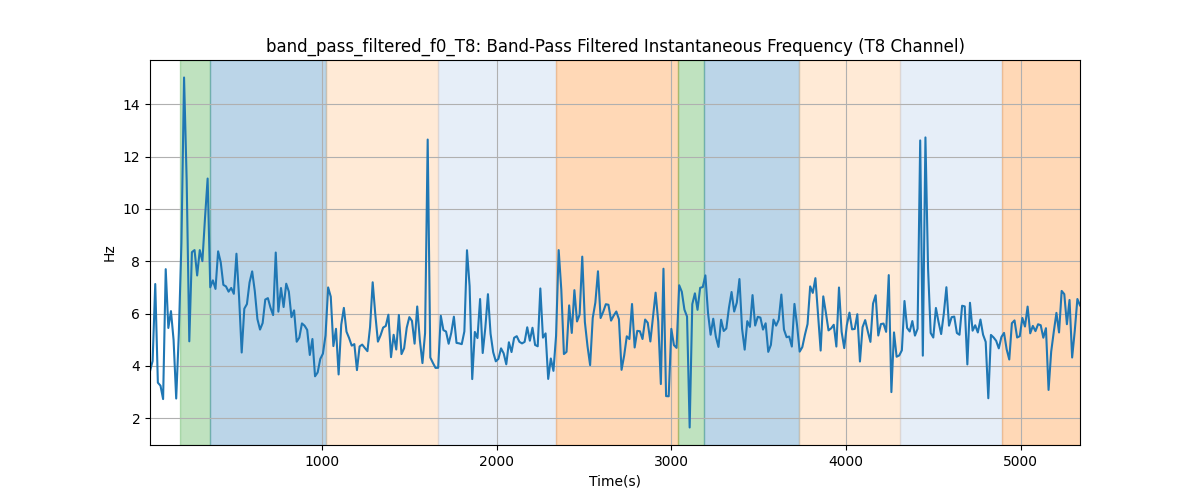 band_pass_filtered_f0_T8: Band-Pass Filtered Instantaneous Frequency (T8 Channel)
14
12
10
8
6
4
2
Hz
1000 2000 3000 4000 5000
Time(s)